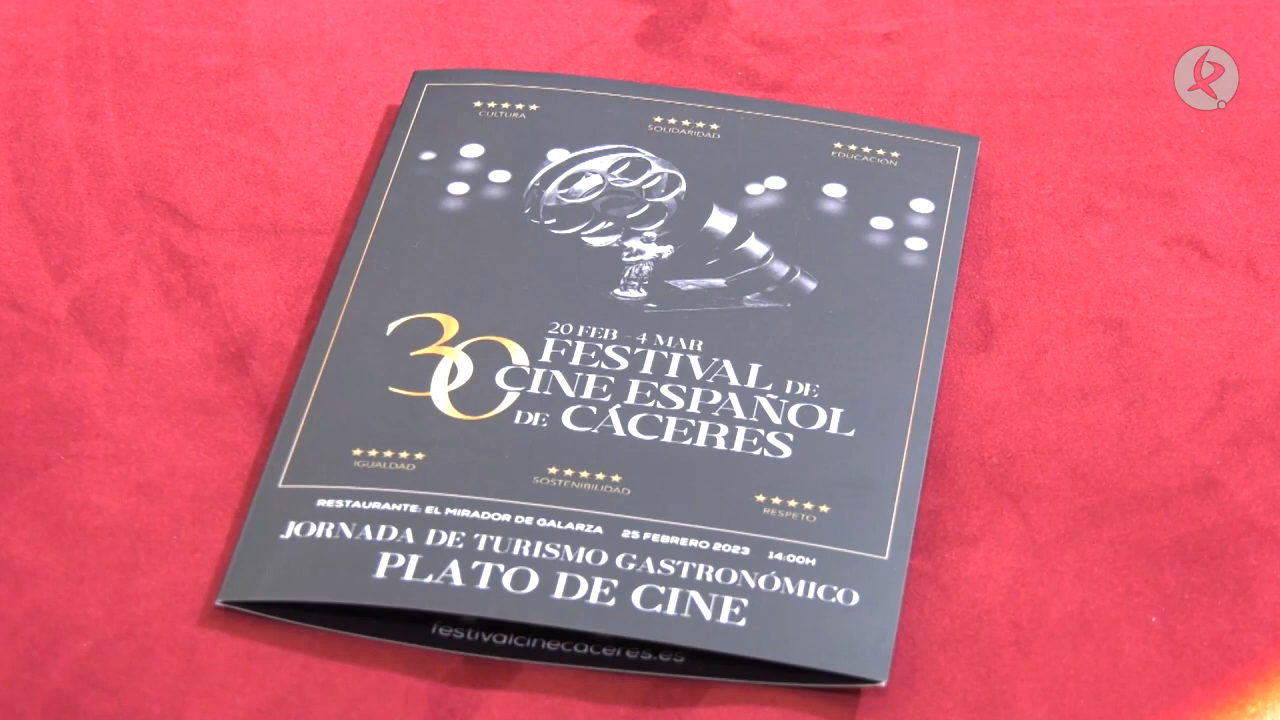 CULTURA
SOLIDARIDAD
EDUCACIÓN
20 FEB - 4 MAR
30 FESTIVAL DE
CINE ESPAÑOL
DE CÁCERES
IGUALDAD
SOSTENIBILIDAD
RESPETO
RESTAURANTE: EL MIRADOR DE GALARZA 25 FEBRERO 2023 14:00H
JORNADA DE TURISMO GASTRONÓMICO
PLATO DE CINE
festivalcinecaceres.es